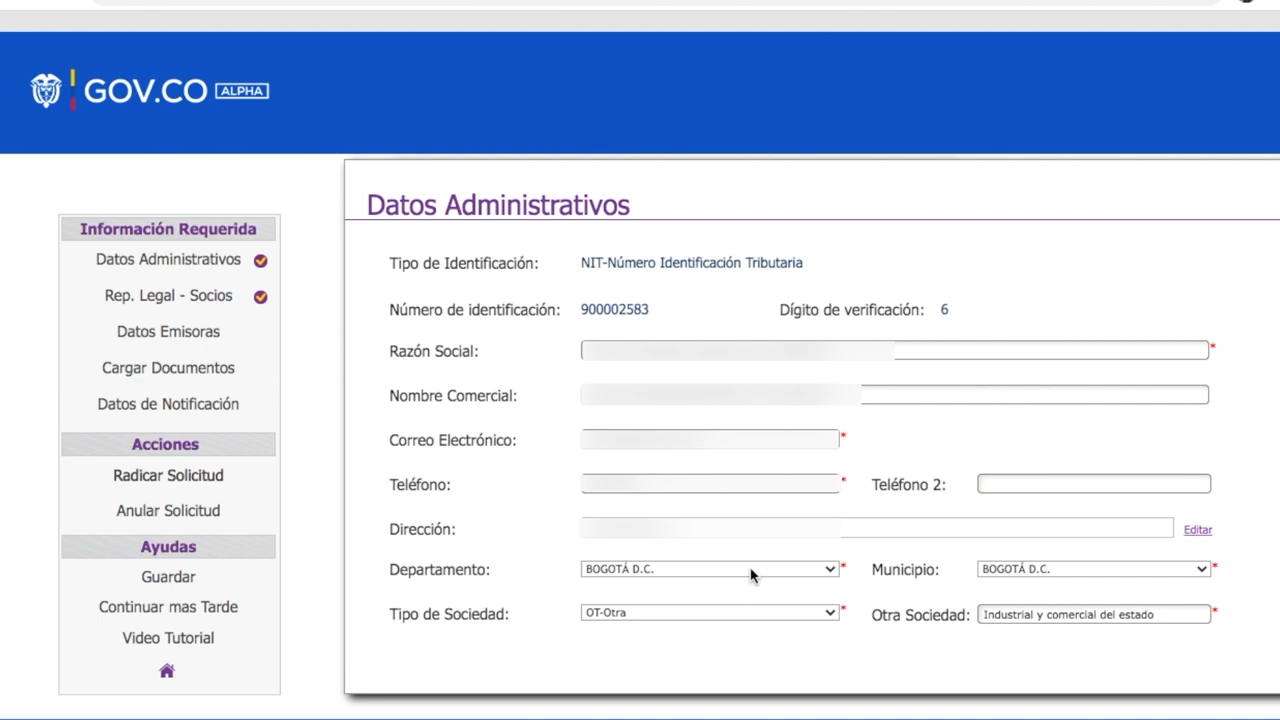 GOV.CO ALPHA
Información Requerida
Datos Administrativos
Rep. Legal - Socios
Datos Emisoras
Cargar Documentos
Datos de Notificación
Acciones
Radicar Solicitud
Anular Solicitud
Ayudas
Guardar
Continuar mas Tarde
Video Tutorial
Datos Administrativos
Tipo de Identificación: NIT-Número Identificación Tributaria
Número de identificación: 900002583 Dígito de verificación: 6
Razón Social: *
Nombre Comercial:
Correo Electrónico: *
Teléfono: * Teléfono 2:
Dirección: Editar
Departamento: BOGOTÁ D.C. * Municipio: BOGOTÁ D.C. *
Tipo de Sociedad: OT-Otra * Otra Sociedad: Industrial y comercial del estado *